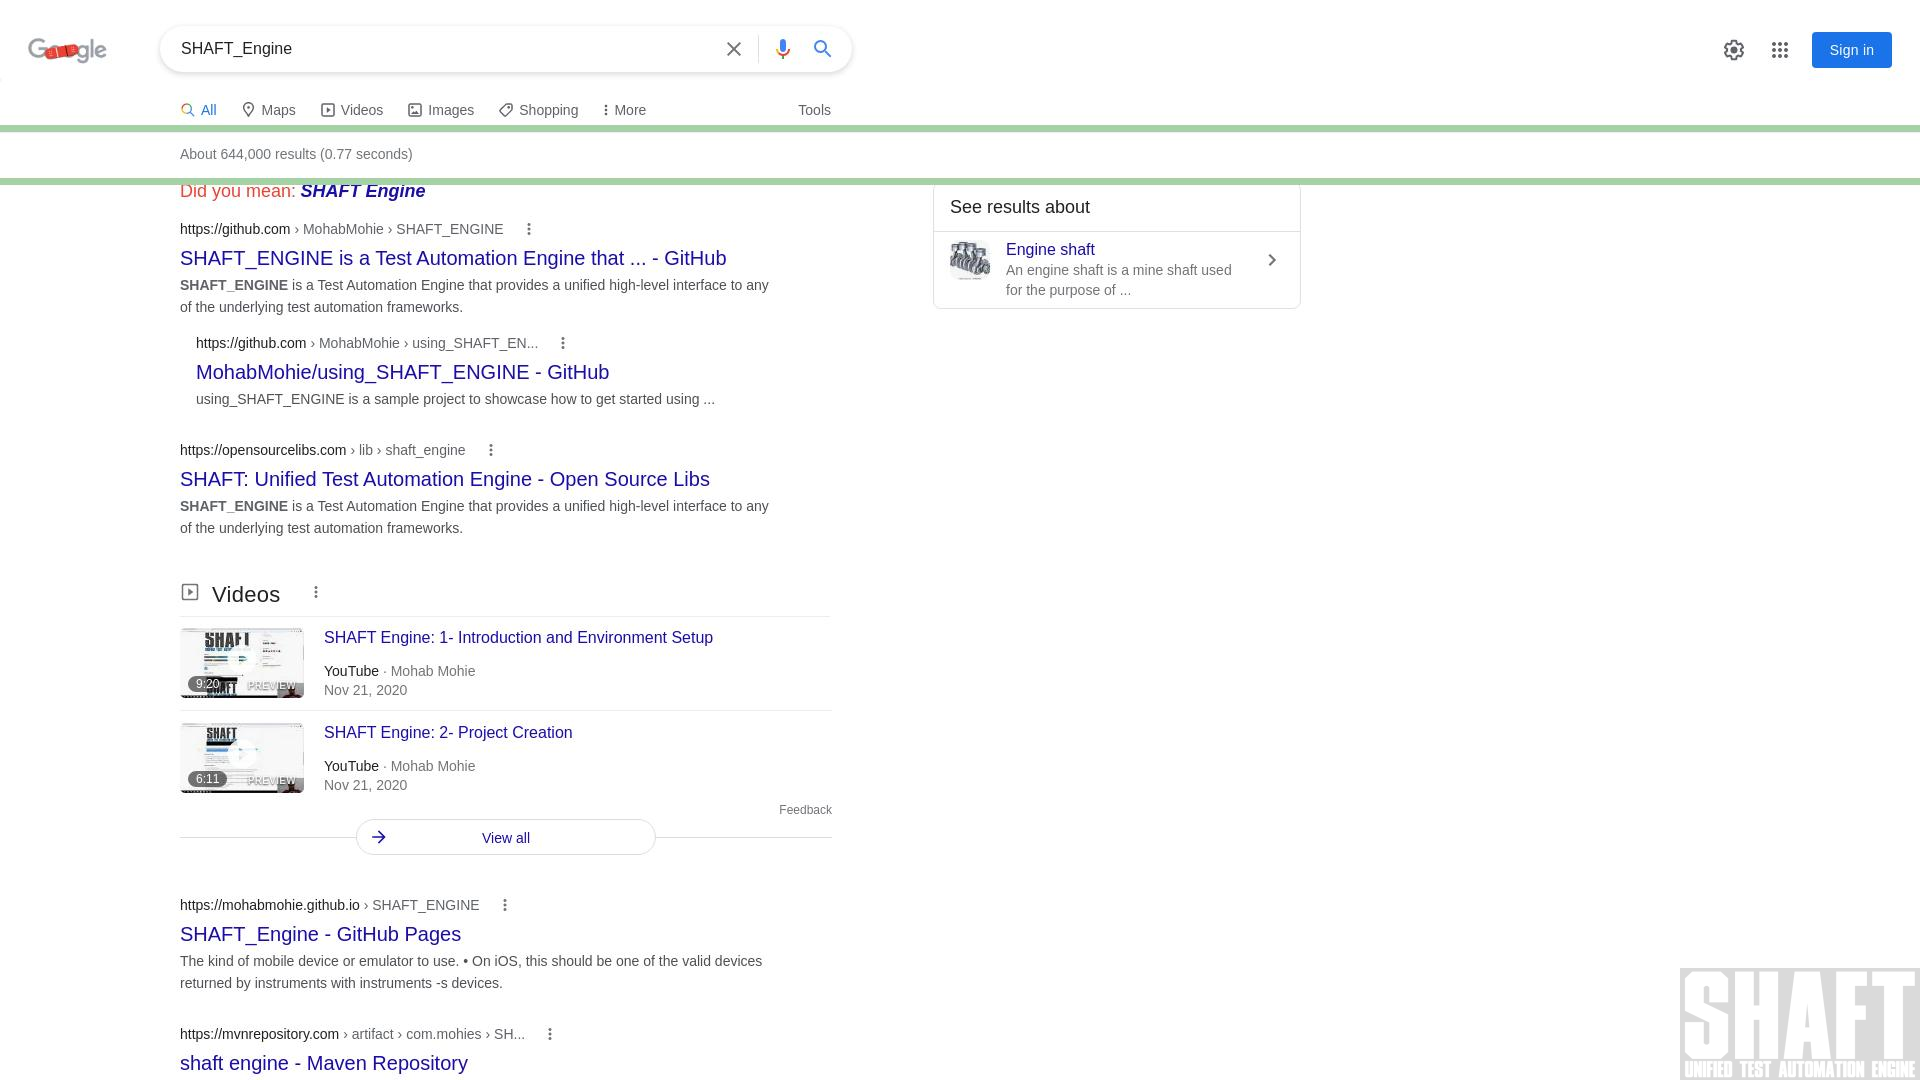 Google
SHAFT_Engine
Sign in
All
Maps
Videos
Images
Shopping
More
Tools
About 644,000 results (0.77 seconds)
Did you mean: SHAFT Engine
See results about
Engine shaft
An engine shaft is a mine shaft used
for the purpose of ...
https://github.com › MohabMohie › SHAFT_ENGINE
SHAFT_ENGINE is a Test Automation Engine that ... - GitHub
SHAFT_ENGINE is a Test Automation Engine that provides a unified high-level interface to any
of the underlying test automation frameworks.
https://github.com › MohabMohie › using_SHAFT_EN...
MohabMohie/using_SHAFT_ENGINE - GitHub
using_SHAFT_ENGINE is a sample project to showcase how to get started using ...
https://opensourcelibs.com › lib › shaft_engine
SHAFT: Unified Test Automation Engine - Open Source Libs
SHAFT_ENGINE is a Test Automation Engine that provides a unified high-level interface to any
of the underlying test automation frameworks.
Videos
SHAFT
9:20
PREVIEW
SHAFT Engine: 1- Introduction and Environment Setup
YouTube · Mohab Mohie
Nov 21, 2020
SHAFT
6:11
PREVIEW
SHAFT Engine: 2- Project Creation
YouTube · Mohab Mohie
Nov 21, 2020
Feedback
View all
https://mohabmohie.github.io › SHAFT_ENGINE
SHAFT_Engine - GitHub Pages
The kind of mobile device or emulator to use. • On iOS, this should be one of the valid devices
returned by instruments with instruments -s devices.
https://mvnrepository.com › artifact › com.mohies › SH...
shaft engine - Maven Repository
SHAFT
UNIFIED TEST AUTOMATION ENGINE